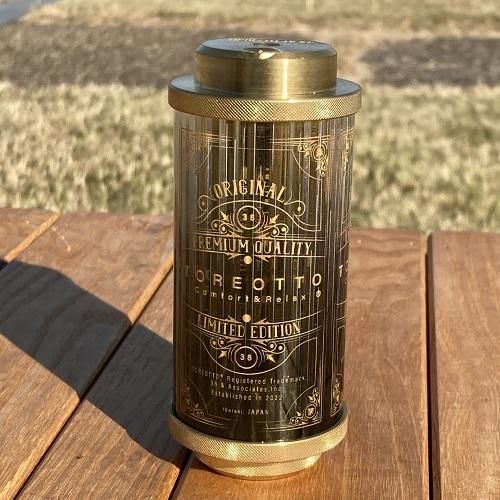 ORIGINAL
38
PREMIUM QUALITY
TOREOTTO
Comfort&Relax ®
LIMITED EDITION
38
TOREOTTO® Registered Trademark
38 & Associates,Inc.
Established in 2022
Ibaraki, JAPAN